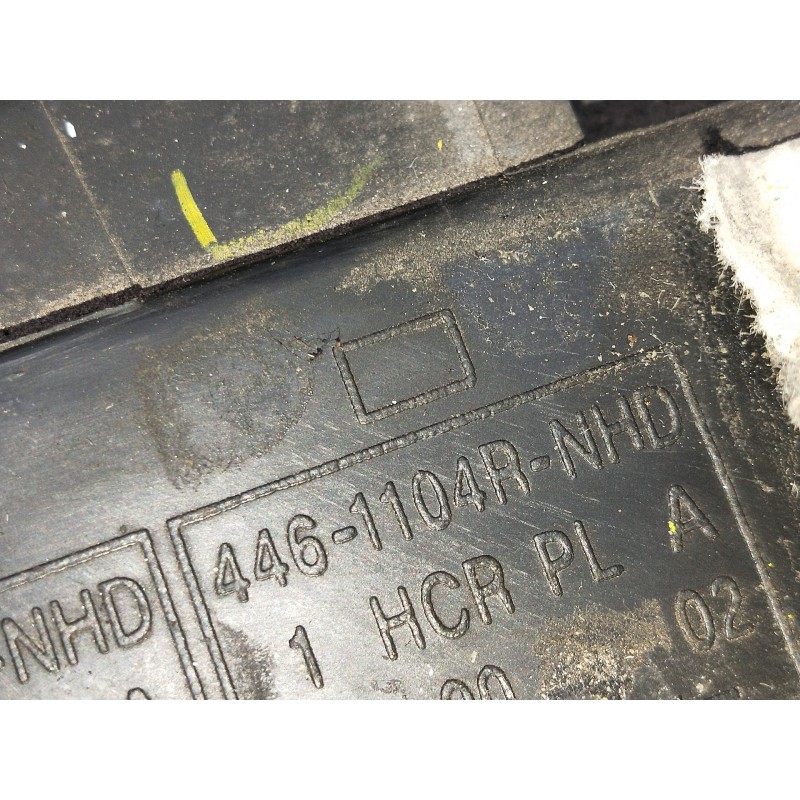 446-1104R-NHD
1 HCR PL A
02
-NHD